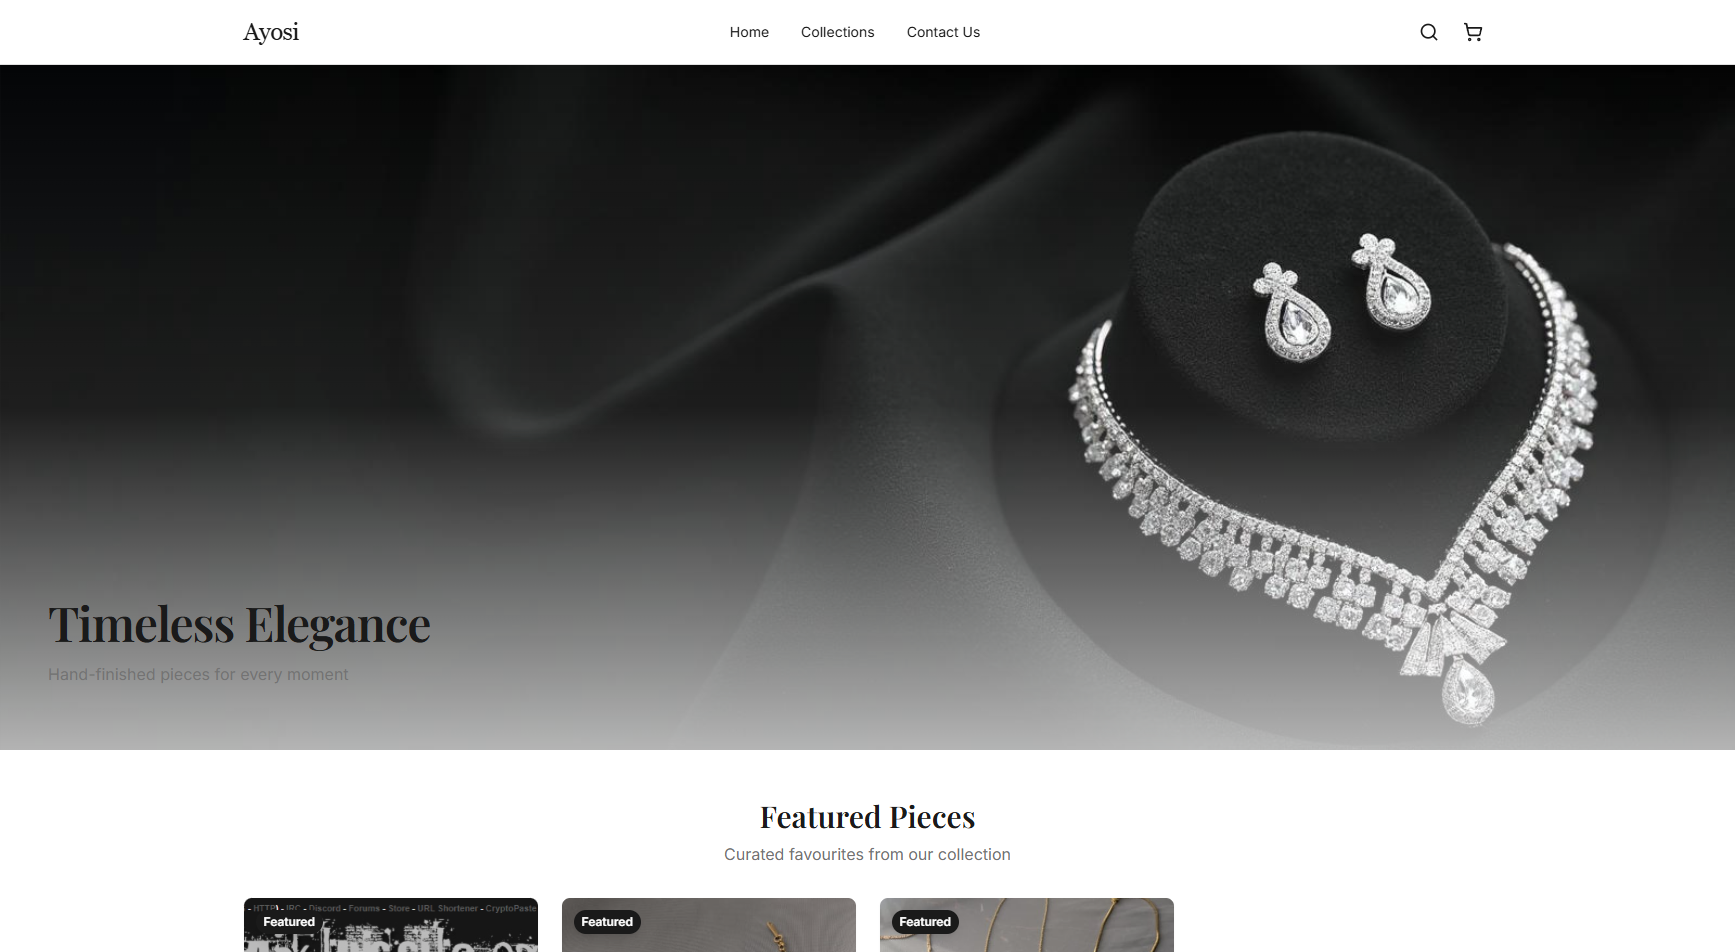 Ayosi
Home
Collections
Contact Us
Timeless Elegance
Hand-finished pieces for every moment
Featured Pieces
Curated favourites from our collection
- HTTP) - IRC - Discord - Forums - Store - URL Shortener - CryptoPaste
Featured
Featured
Featured